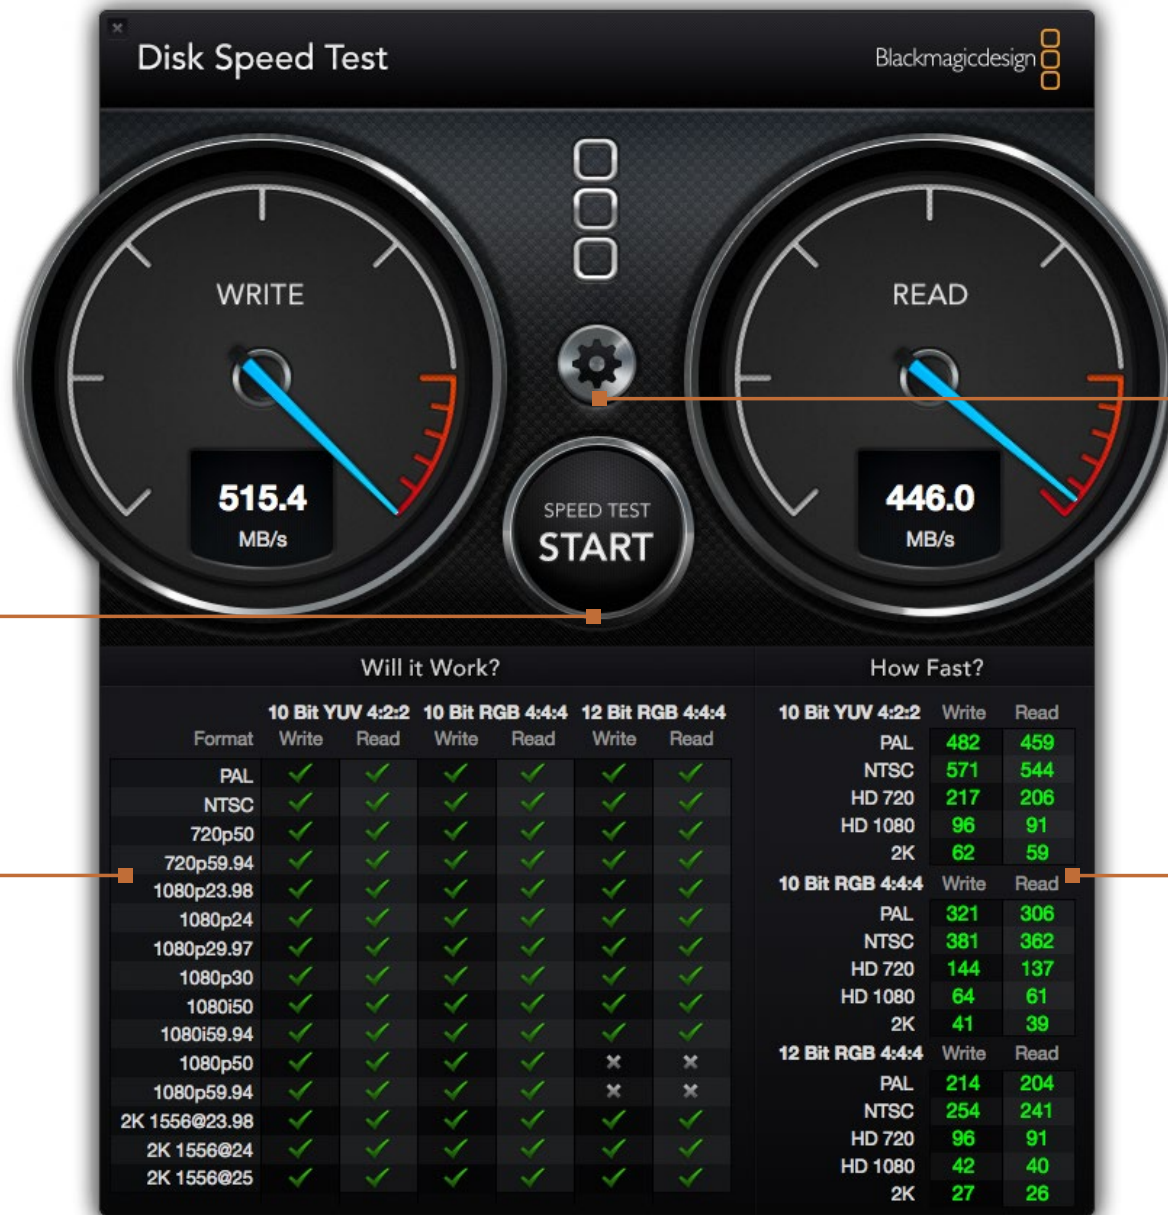 Disk Speed Test
Blackmagicdesign
WRITE
READ
515.4
MB/s
446.0
MB/s
SPEED TEST
START
Will it Work?
How Fast?
10 Bit YUV 4:2:2 10 Bit RGB 4:4:4 12 Bit RGB 4:4:4
Format Write Read Write Read Write Read
PAL
NTSC
720p50
720p59.94
1080p23.98
1080p24
1080p29.97
1080p30
1080i50
1080i59.94
1080p50
1080p59.94
2K 1556@23.98
2K 1556@24
2K 1556@25
10 Bit YUV 4:2:2 Write Read
PAL 482 459
NTSC 571 544
HD 720 217 206
HD 1080 96 91
2K 62 59
10 Bit RGB 4:4:4 Write Read
PAL 321 306
NTSC 381 362
HD 720 144 137
HD 1080 64 61
2K 41 39
12 Bit RGB 4:4:4 Write Read
PAL 214 204
NTSC 254 241
HD 720 96 91
HD 1080 42 40
2K 27 26